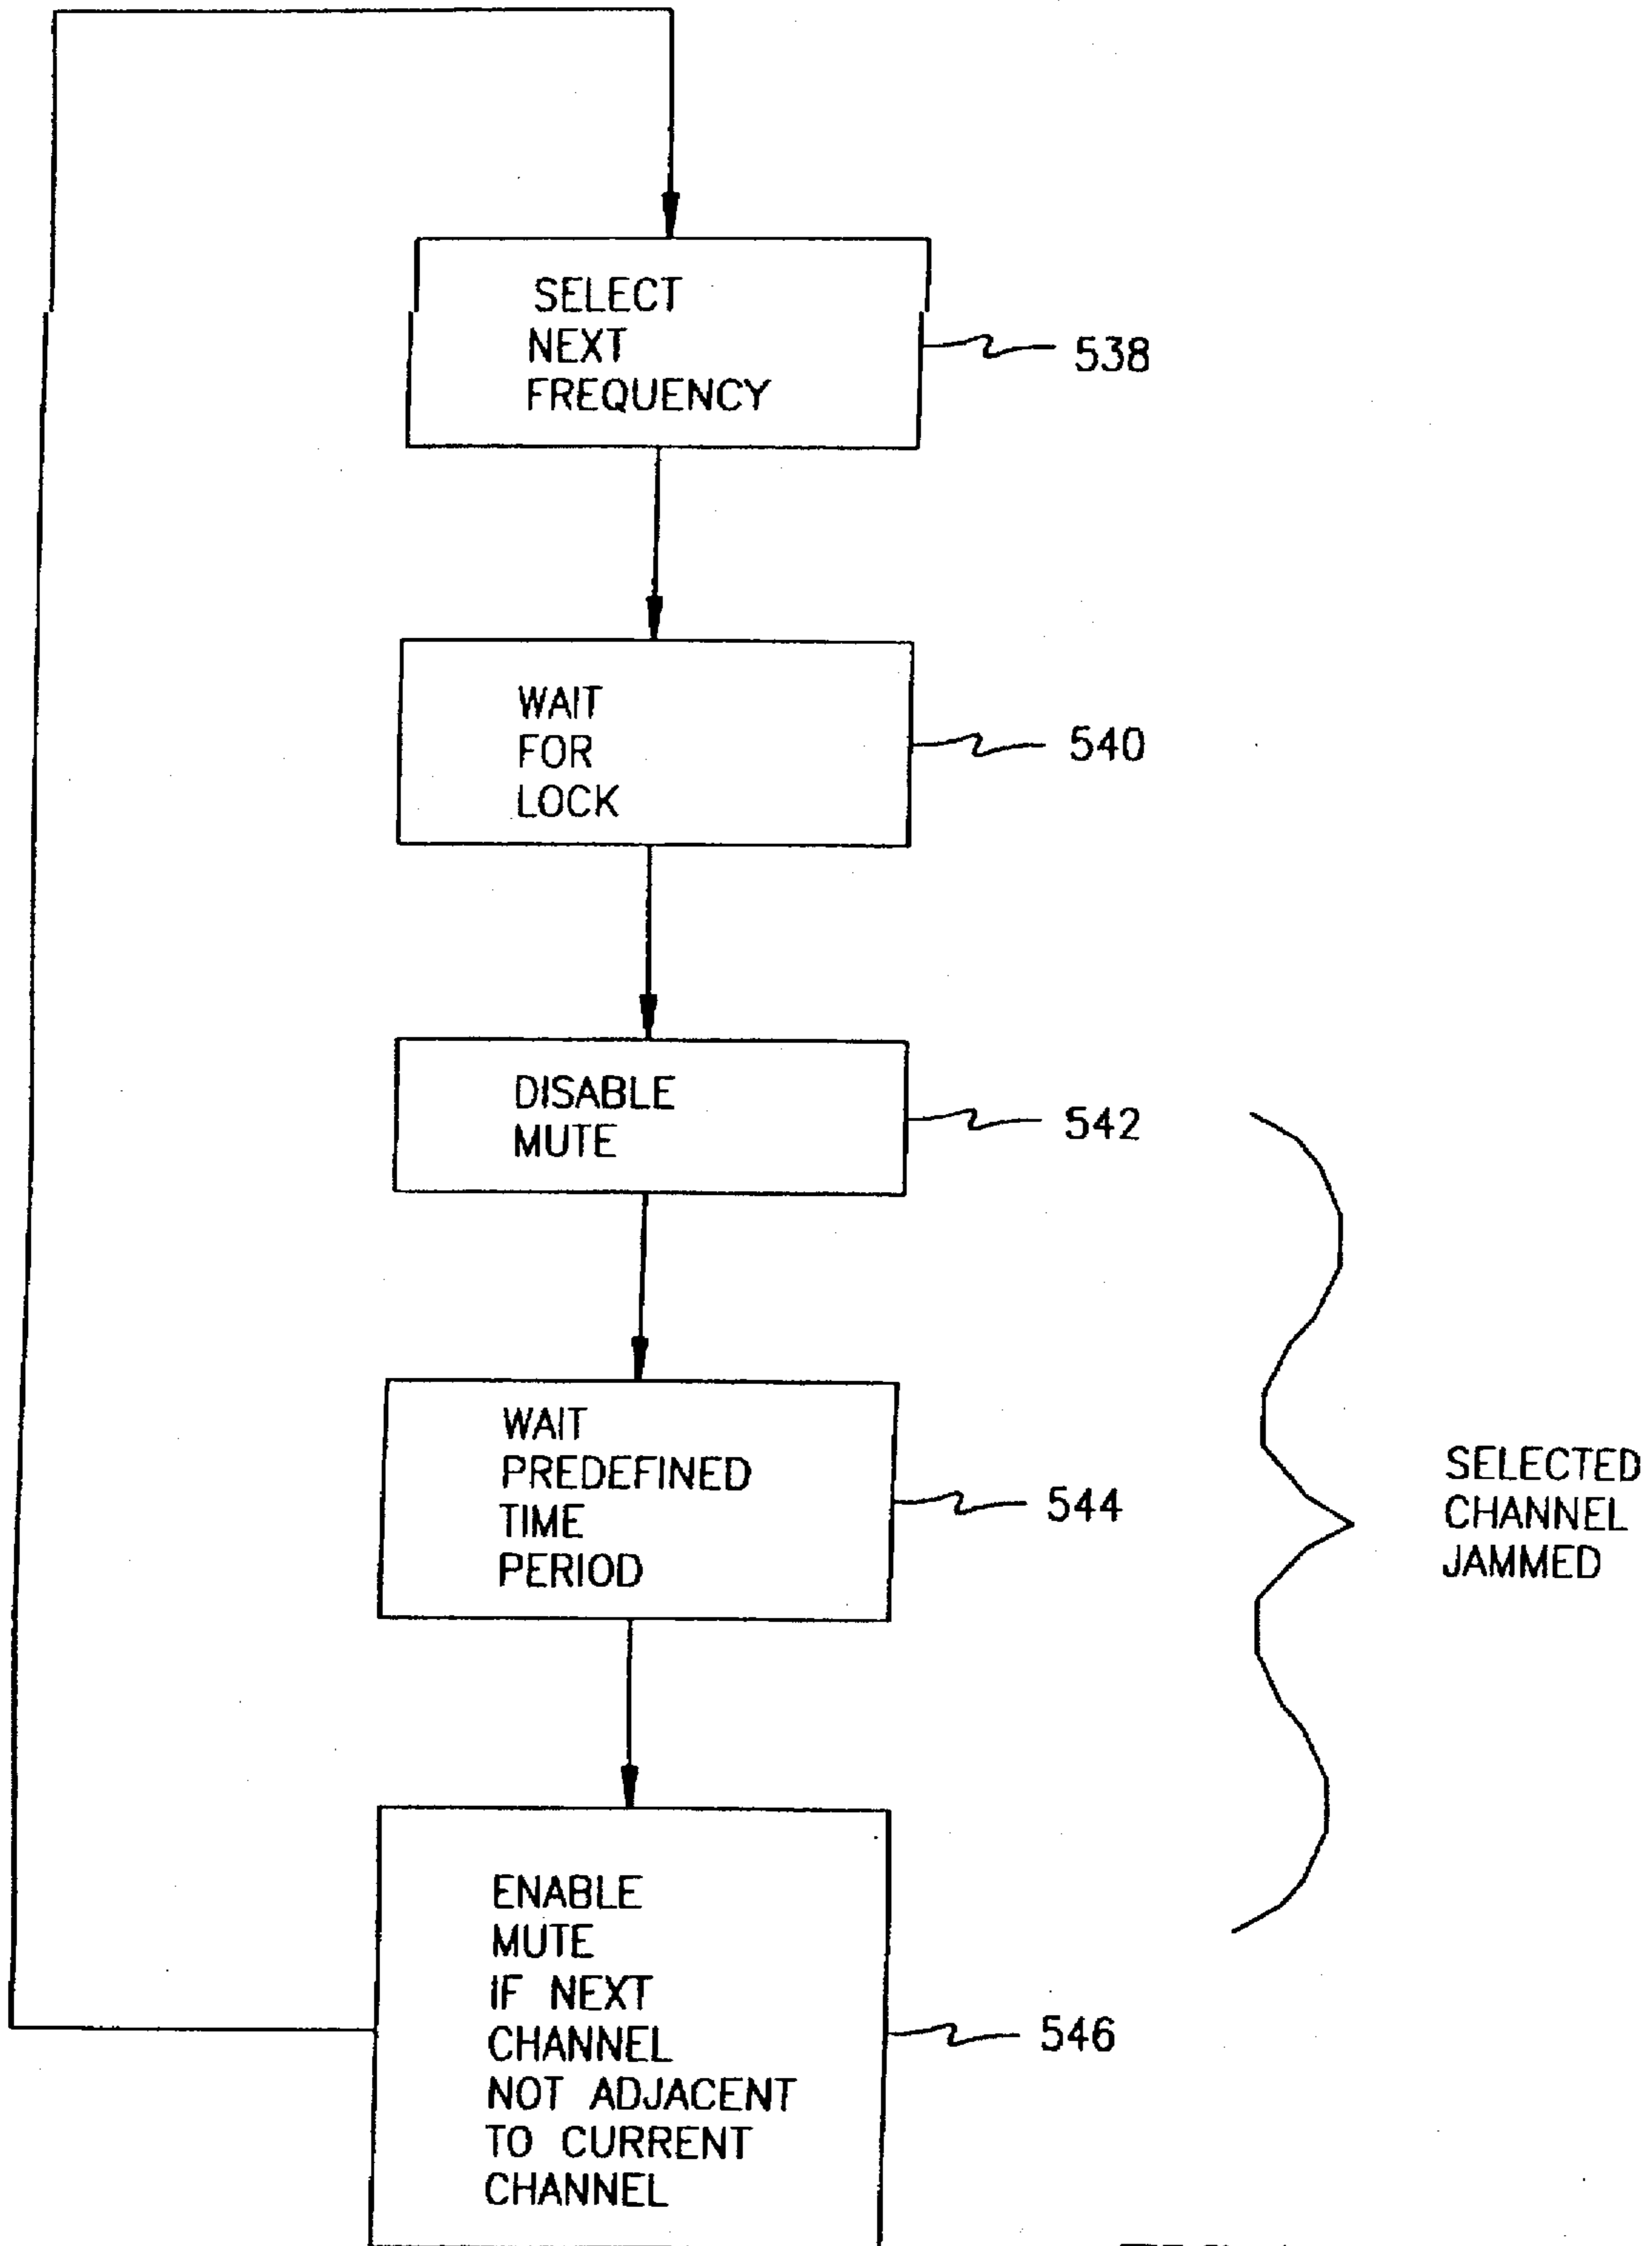 SELECT
NEXT
FREQUENCY
538
WAIT
FOR
LOCK
540
DISABLE
MUTE
542
WAIT
PREDEFINED
TIME
PERIOD
544
SELECTED
CHANNEL
JAMMED
ENABLE
MUTE
IF NEXT
CHANNEL
NOT ADJACENT
TO CURRENT
CHANNEL
546